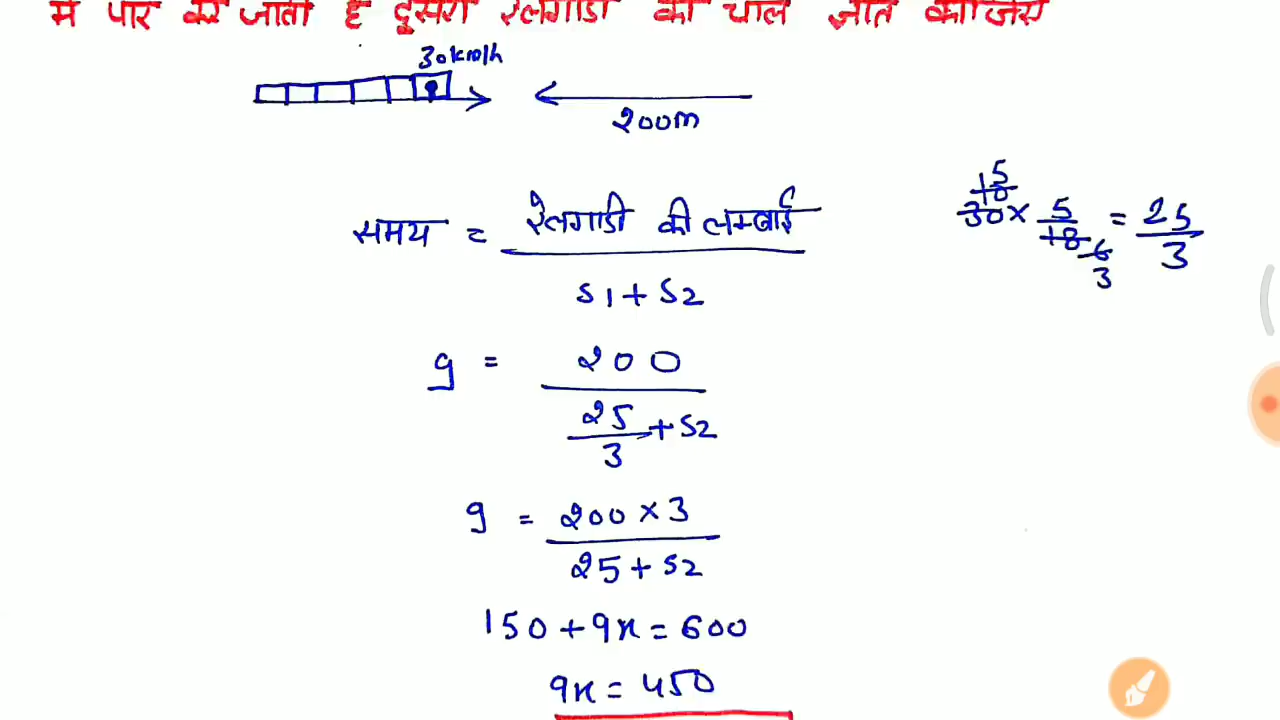 में पार कर जाती है दूसरी रेलगाडी की चाल ज्ञात कीजिये
30km/h
200m
समय = रेलगाडी की लम्बाई
S1 + S2
30 × 5/18 = 25/3
10 5
6 3
9 = 200
25/3 + S2
9 = 200 × 3
25 + S2
150 + 9x = 600
9x = 450